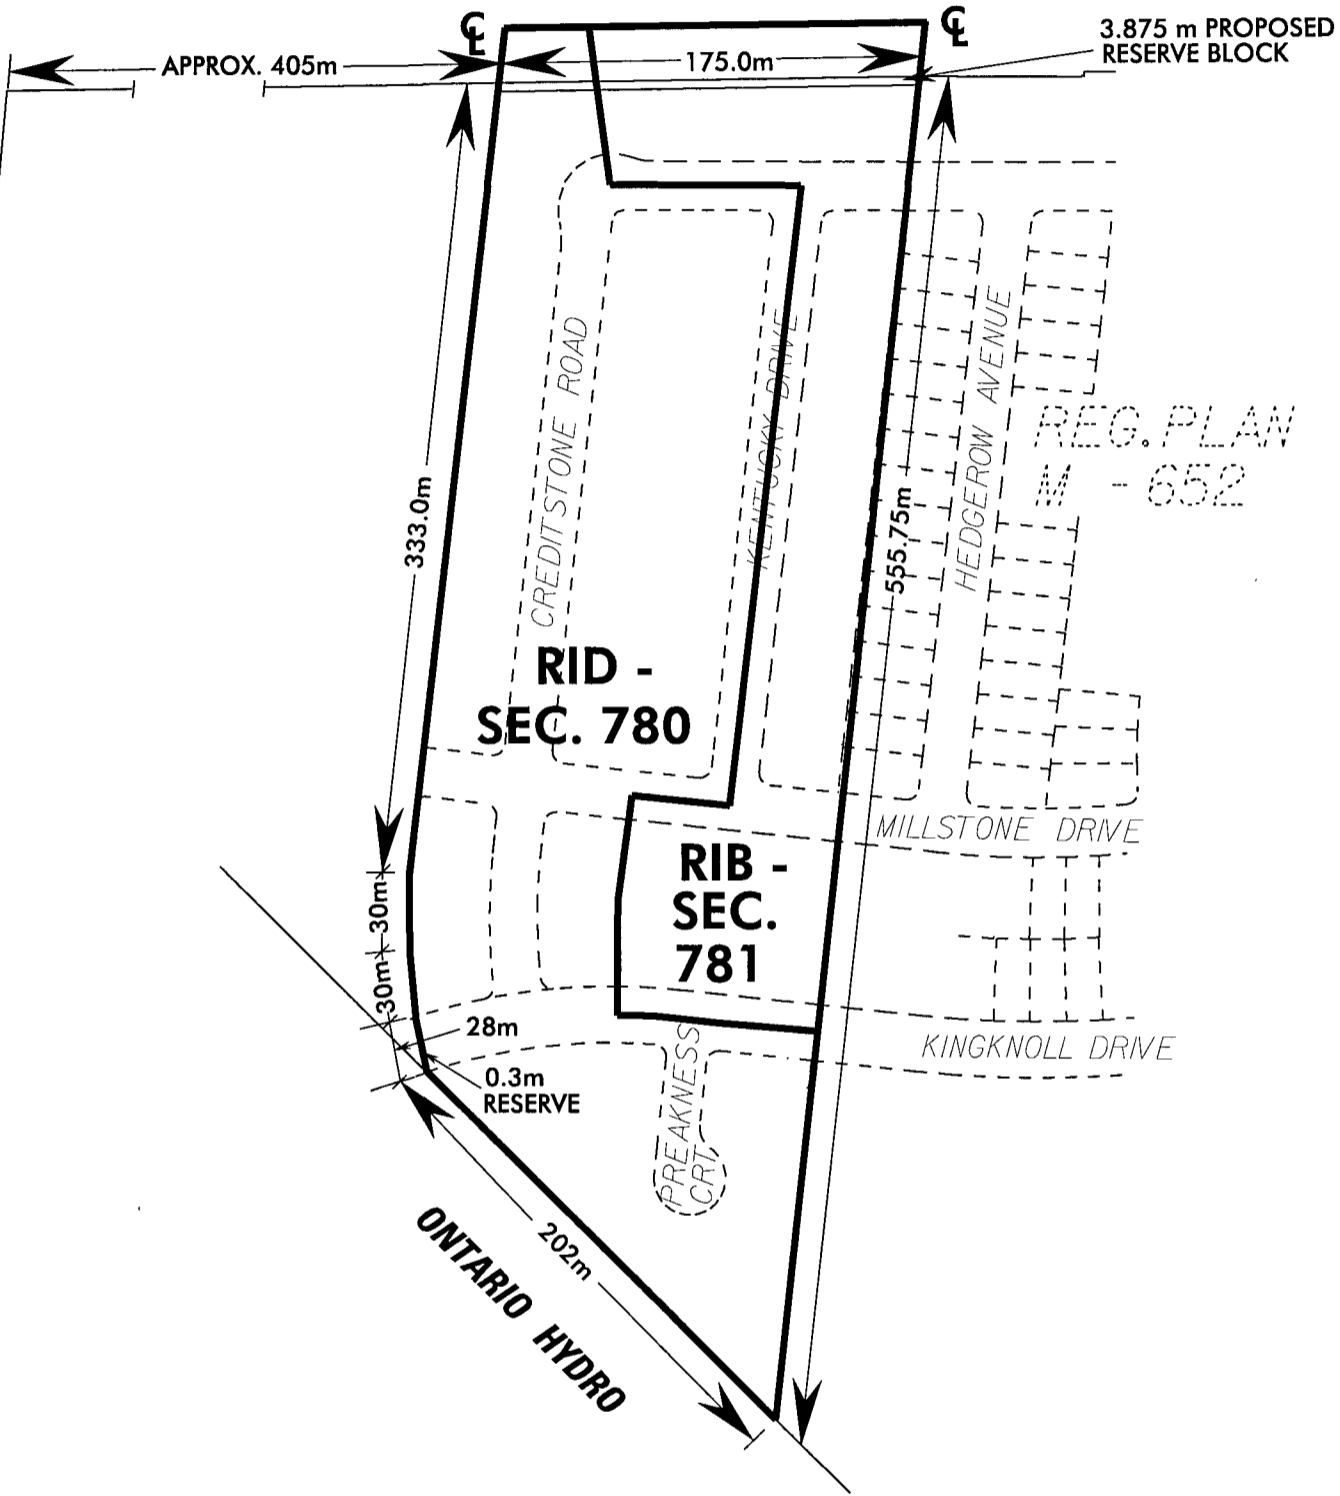 ℄ ℄
3.875 m PROPOSED
RESERVE BLOCK
APPROX. 405m
175.0m
CREDITSTONE ROAD
KENTUCKY DRIVE
HEDGEROW AVENUE
REG. PLAN
M - 652
333.0m
555.75m
RID -
SEC. 780
MILLSTONE DRIVE
RIB -
SEC.
781
30m
30m
28m
KINGKNOLL DRIVE
0.3m
RESERVE
PREAKNESS
CRT.
202m
ONTARIO HYDRO